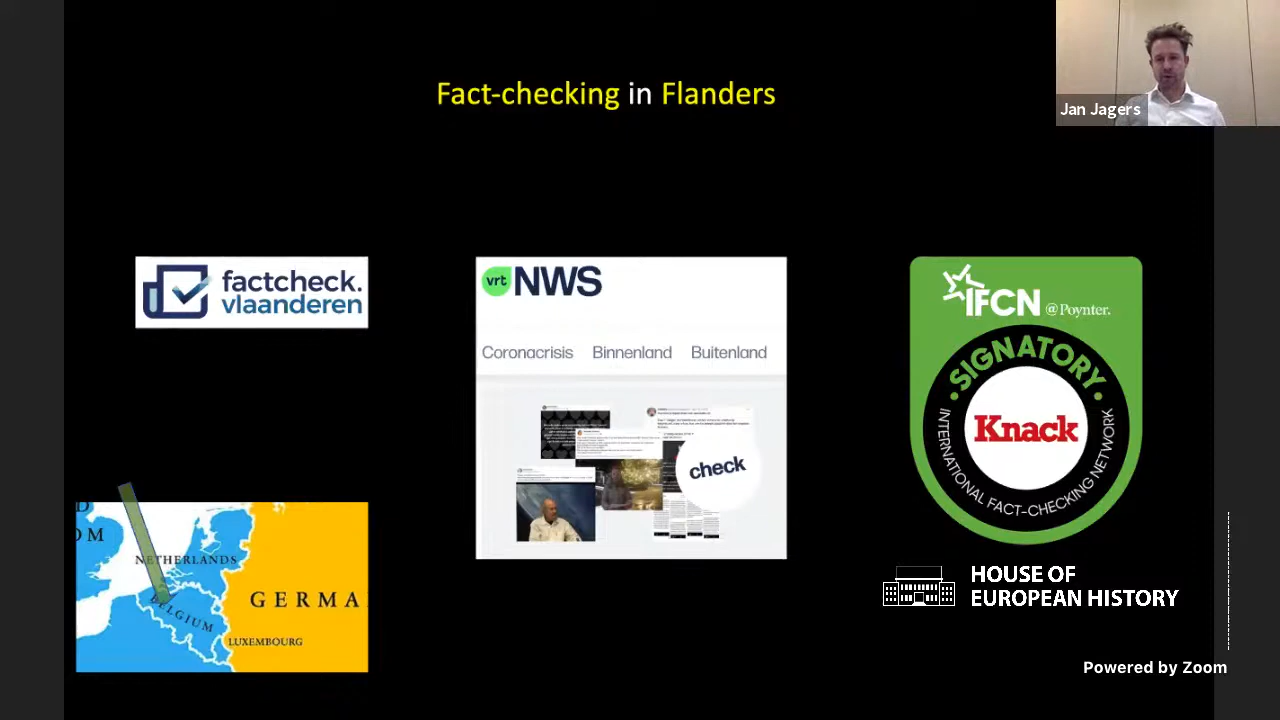 Fact-checking in Flanders
Jan Jagers
factcheck.
vlaanderen
vrt NWS
Coronacrisis Binnenland Buitenland
check
IFCN @Poynter.
SIGNATORY
Knack
INTERNATIONAL FACT-CHECKING NETWORK
D
OM
NETHERLANDS
BELGIUM
GERMA
LUXEMBOURG
HOUSE OF
EUROPEAN HISTORY
Powered by Zoom